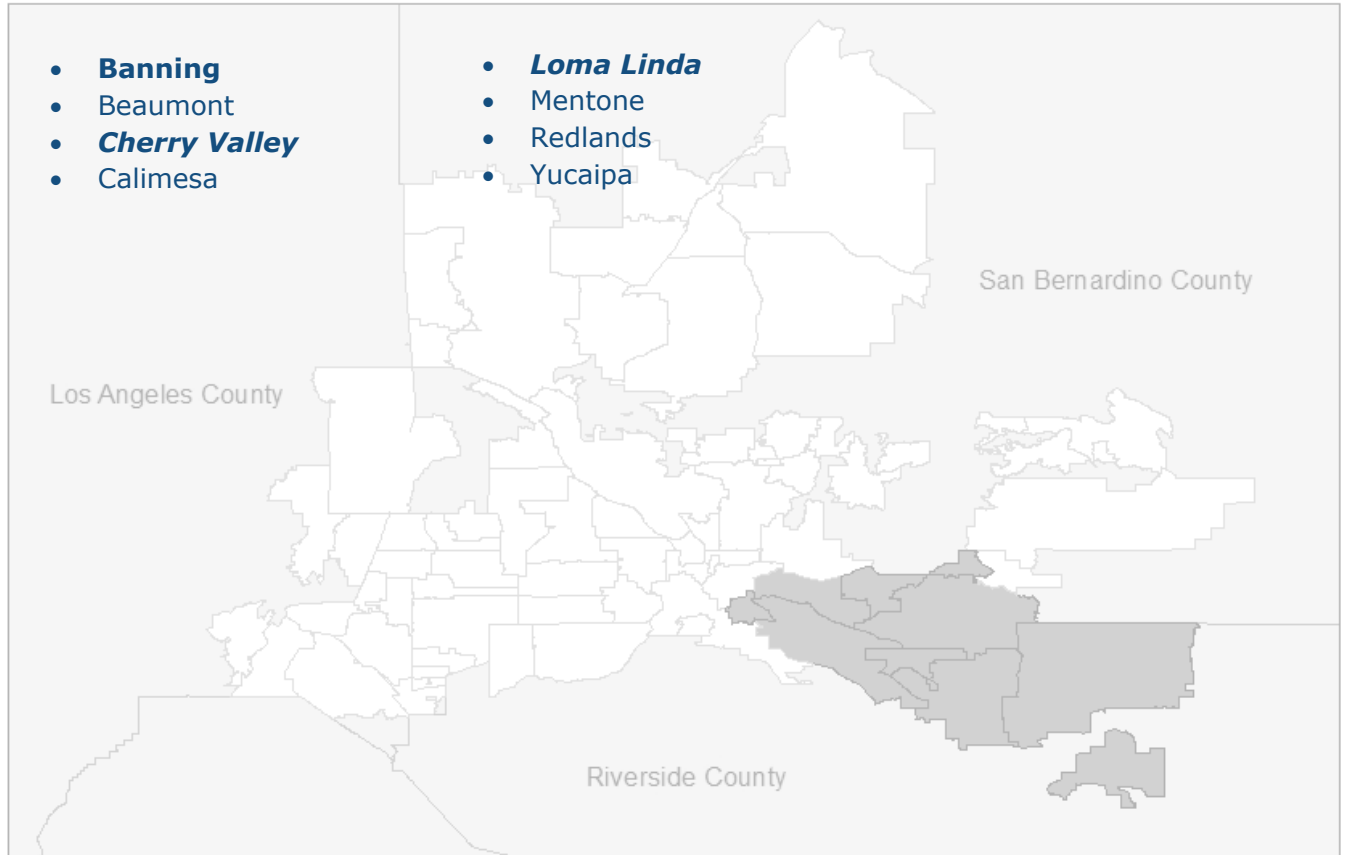 • Banning
• Beaumont
• Cherry Valley
• Calimesa
• Loma Linda
• Mentone
• Redlands
• Yucaipa
San Bernardino County
Los Angeles County
Riverside County